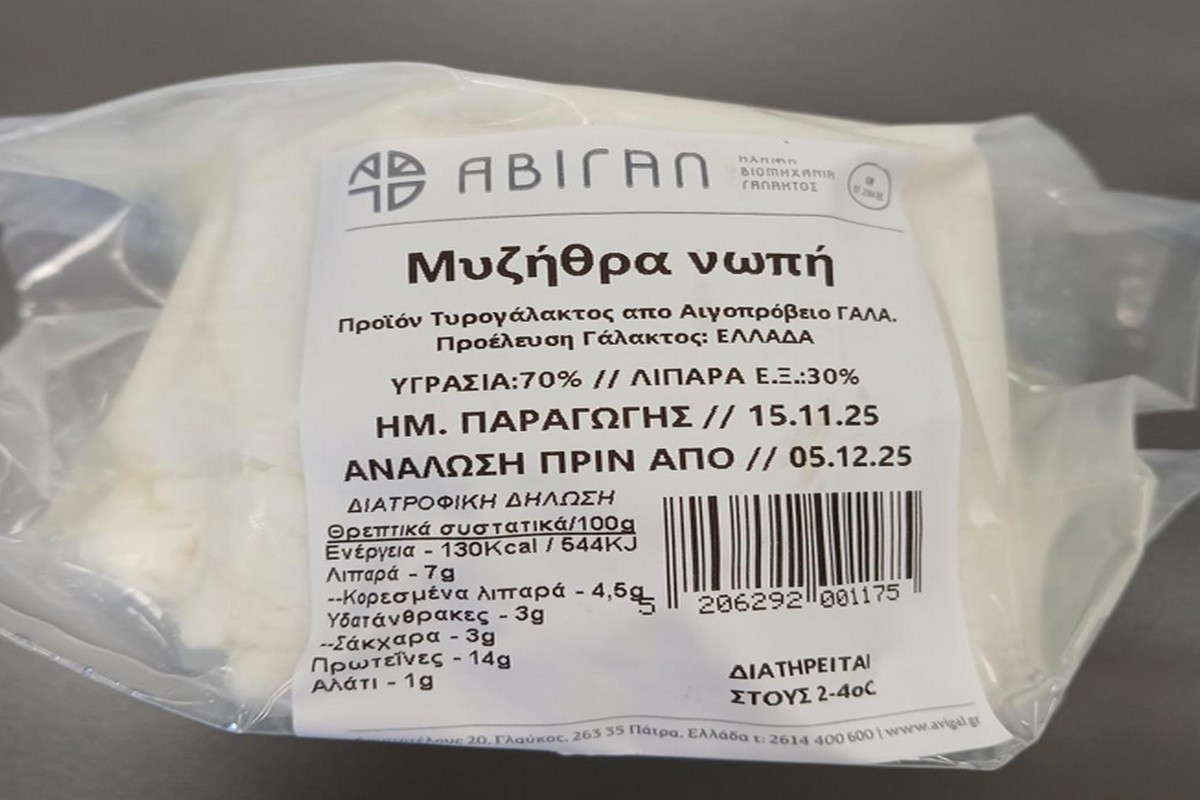 ΑΒΙΓΑΛ
ΒΙΟΜΗΧΑΝΙΑ
ΓΑΛΑΚΤΟΣ
Μυζήθρα νωπή
Προϊόν Τυρογάλακτος απο Αιγοπρόβειο ΓΑΛΑ.
Προέλευση Γάλακτος: ΕΛΛΑΔΑ
ΥΓΡΑΣΙΑ:70% // ΛΙΠΑΡΑ Ε.Ξ.:30%
ΗΜ. ΠΑΡΑΓΩΓΗΣ // 15.11.25
ΑΝΑΛΩΣΗ ΠΡΙΝ ΑΠΟ // 05.12.25
ΔΙΑΤΡΟΦΙΚΗ ΔΗΛΩΣΗ
Θρεπτικά συστατικά/100g
Ενέργεια - 130Kcal / 544KJ
Λιπαρά - 7g
--Κορεσμένα λιπαρά - 4,5g
Υδατάνθρακες - 3g
--Σάκχαρα - 3g
Πρωτεΐνες - 14g
Αλάτι - 1g
5 206292 001175
ΔΙΑΤΗΡΕΙΤΑΙ
ΣΤΟΥΣ 2-4oC
20, Γλαύκος, 263 35 Πάτρα, Ελλάδα τ: 2614 400 600 | www.avigal.gr